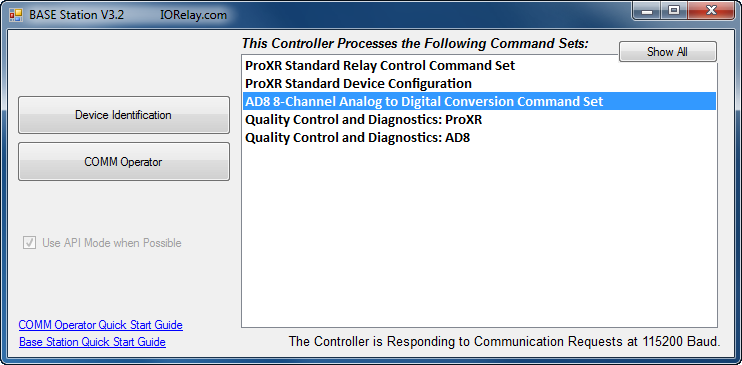 BASE Station V3.2 IORelay.com
This Controller Processes the Following Command Sets:
Show All
ProXR Standard Relay Control Command Set
ProXR Standard Device Configuration
AD8 8-Channel Analog to Digital Conversion Command Set
Quality Control and Diagnostics: ProXR
Quality Control and Diagnostics: AD8
Device Identification
COMM Operator
Use API Mode when Possible
COMM Operator Quick Start Guide
Base Station Quick Start Guide
The Controller is Responding to Communication Requests at 115200 Baud.